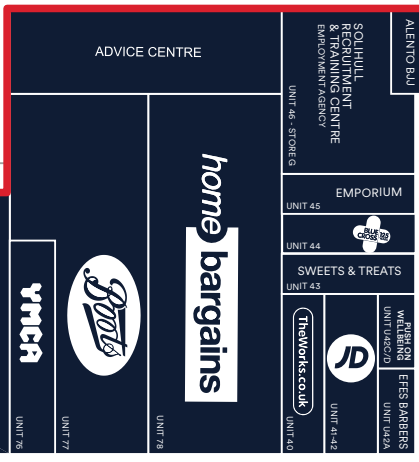 ADVICE CENTRE
SOLIHULL
RECRUITMENT
& TRAINING CENTRE
EMPLOYMENT AGENCY
UNIT 46 - STORE G
ALENTO BJJ
EMPORIUM
UNIT 45
BLUE
CROSS
UNIT 44
SWEETS & TREATS
UNIT 43
home
bargains
UNIT 78
Boots
UNIT 77
YMCA
UNIT 76
TheWorks.co.uk
UNIT 40
JD
UNIT 41-42
PUSH ON
WELLBEING
UNIT U42C/D
EFES BARBERS
UNIT U42A